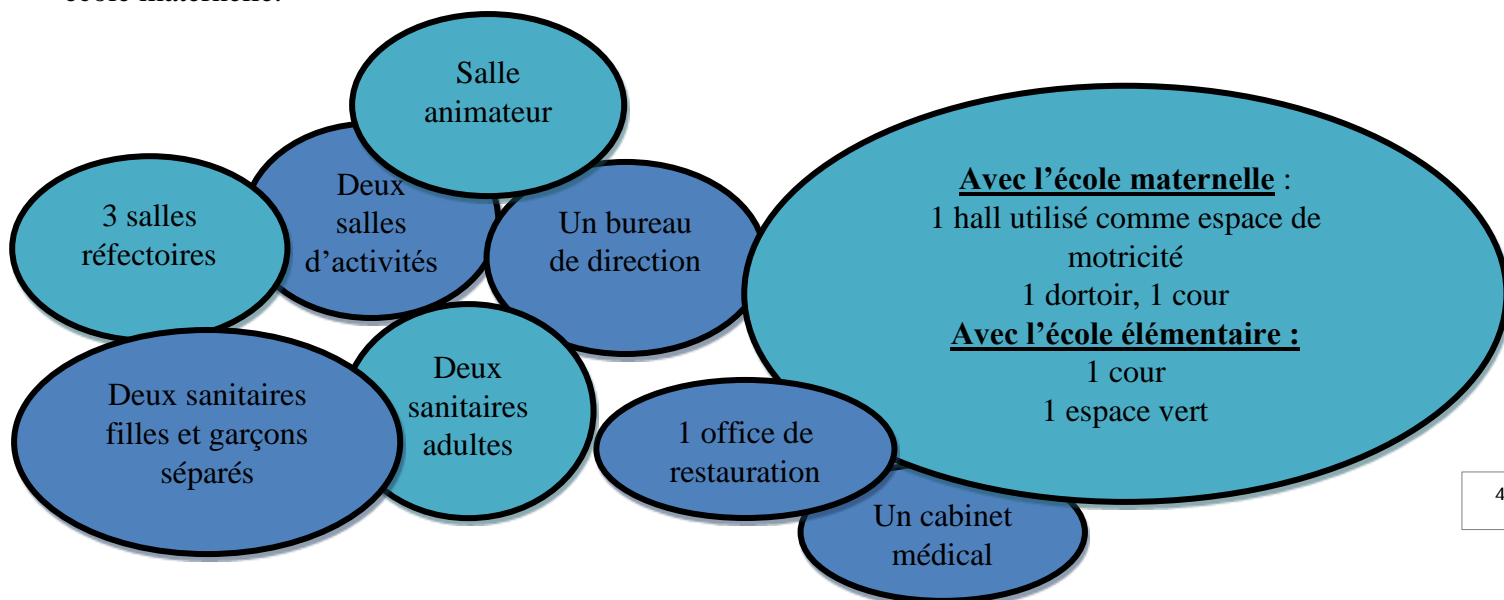 école maternelle.
Salle
animateur
Deux
salles
d’activités
3 salles
réfectoires
Un bureau
de direction
Avec l’école maternelle :
1 hall utilisé comme espace de
motricité
1 dortoir, 1 cour
Avec l’école élémentaire :
1 cour
1 espace vert
Deux sanitaires
filles et garçons
séparés
Deux
sanitaires
adultes
1 office de
restauration
Un cabinet
médical
4